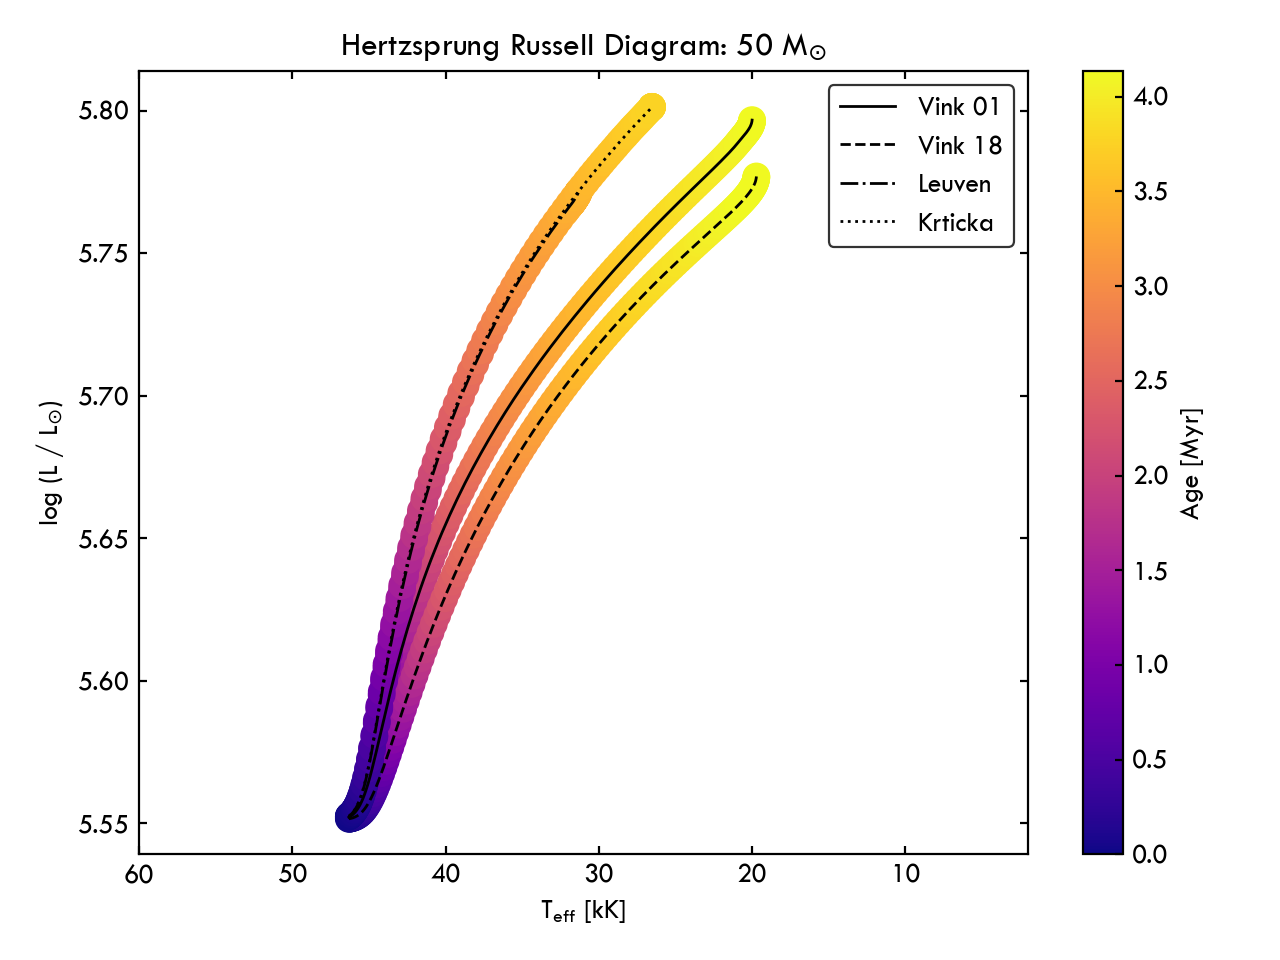 Hertzsprung Russell Diagram: 50 M⊙
5.80
5.75
5.70
5.65
5.60
5.55
log (L / L⊙)
60
50
40
30
20
10
Teff [kK]
Vink 01
Vink 18
Leuven
Krticka
4.0
3.5
3.0
2.5
2.0
1.5
1.0
0.5
0.0
Age [Myr]